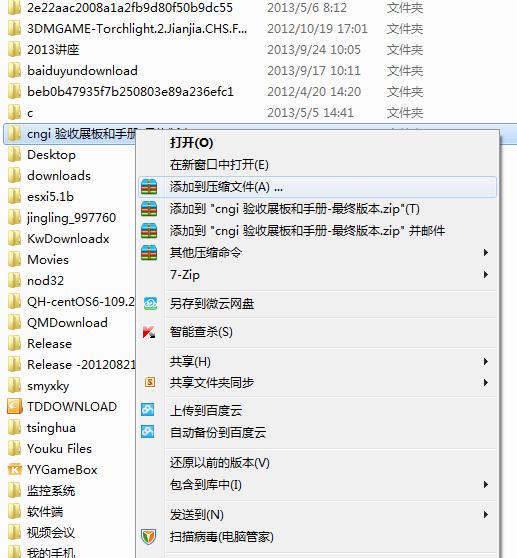 2e22aac2008a1a2fb9d80f50b9dc55 2013/5/6 8:12 文件夹
3DMGAME-Torchlight.2.Jianjia.CHS.F... 2012/10/19 17:01 文件夹
2013讲座 2013/9/24 10:05 文件夹
baiduyundownload 2013/9/17 10:11 文件夹
beb0b47935f7b250803e89a236efc1 2012/4/20 14:20 文件夹
c 2013/5/5 14:41 文件夹
cngi 验收展板和手册
Desktop
downloads
esxi5.1b
jingling_997760
KwDownloadx
Movies
nod32
QH-centOS6-109.2
QMDownload
Release
Release -20120821
smyxky
TDDOWNLOAD
tsinghua
Youku Files
YYGameBox
监控系统
软件端
视频会议
我的手机
打开(O)
在新窗口中打开(E)
添加到压缩文件(A) ...
添加到 "cngi 验收展板和手册-最终版本.zip"(T)
添加到 "cngi 验收展板和手册-最终版本.zip" 并邮件
其他压缩命令
7-Zip
另存到微云网盘
智能查杀(S)
共享(H)
共享文件夹同步
上传到百度云
自动备份到百度云
还原以前的版本(V)
包含到库中(I)
发送到(N)
扫描病毒(电脑管家)